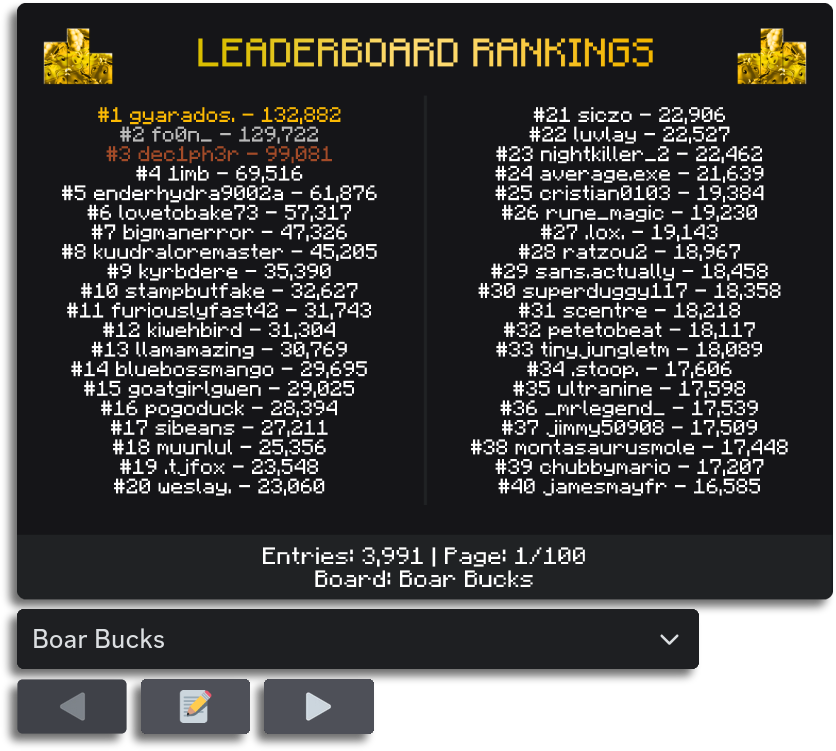 LEADERBOARD RANKINGS
#1 gyarados. - 132,882
#2 fo0n_ - 129,722
#3 dec1ph3r - 99,081
#4 1imb - 69,516
#5 enderhydra9002a - 61,876
#6 lovetobake73 - 57,317
#7 bigmanerror - 47,326
#8 kuudraloremaster - 45,205
#9 kyrbdere - 35,390
#10 stampbutfake - 32,627
#11 furiouslyfast42 - 31,743
#12 kiwehbird - 31,304
#13 llamamazing - 30,769
#14 bluebossmango - 29,695
#15 goatgirlgwen - 29,025
#16 pogoduck - 28,394
#17 sibeans - 27,211
#18 muunlul - 25,356
#19 .tjfox - 23,548
#20 weslay. - 23,060
#21 siczo - 22,906
#22 luvlay - 22,527
#23 nightkiller_2 - 22,462
#24 average.exe - 21,639
#25 cristian0103 - 19,384
#26 rune_magic - 19,230
#27 .lox. - 19,143
#28 ratzou2 - 18,967
#29 sans.actually - 18,458
#30 superduggy117 - 18,358
#31 scentre - 18,218
#32 petetobeat - 18,117
#33 tinyjungletm - 18,089
#34 .stoop. - 17,606
#35 ultranine - 17,598
#36 _mrlegend_ - 17,539
#37 jimmy50908 - 17,509
#38 montasaurusmole - 17,448
#39 chubbymario - 17,207
#40 jamesmayfr - 16,585
Entries: 3,991 | Page: 1/100
Board: Boar Bucks
Boar Bucks